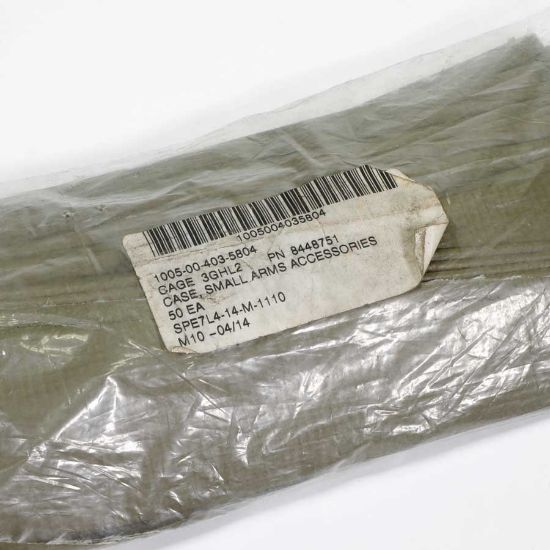 1005004035804
1005-00-403-5804
CAGE 3GHL2 PN 8448751
CASE, SMALL ARMS ACCESSORIES
50 EA
SPE7L4-14-M-1110
M10 -04/14